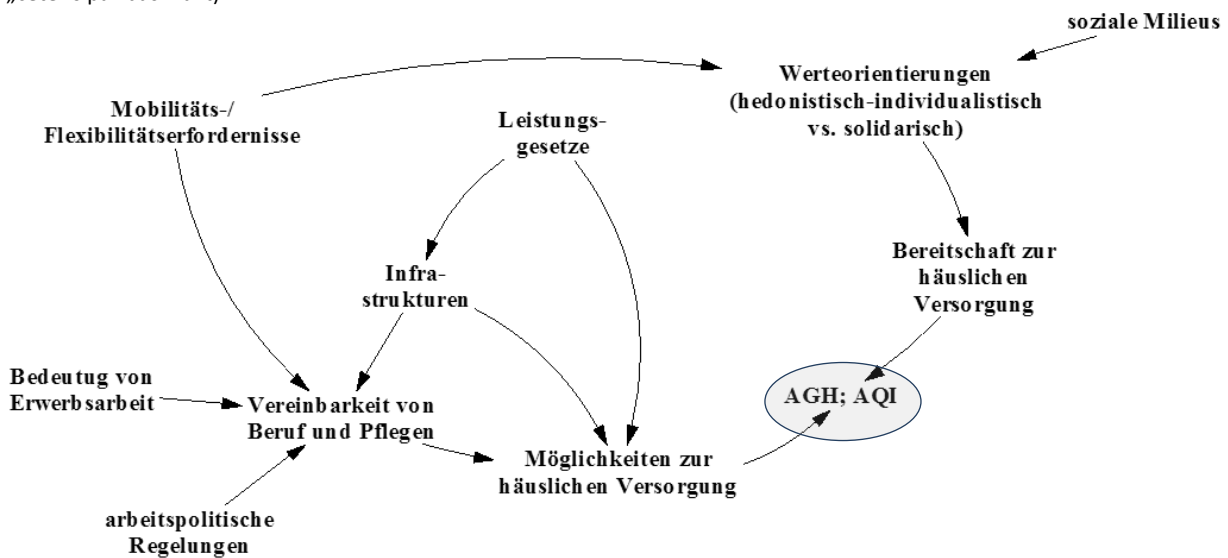 soziale Milieus
Werteorientierungen
(hedonistisch-individualistisch
vs. solidarisch)
Mobilitäts-/
Flexibilitätserfordernisse
Leistungs-
gesetze
Bereitschaft zur
häuslichen
Versorgung
Infra-
strukturen
Bedeutug von
Erwerbsarbeit
Vereinbarkeit von
Beruf und Pflegen
AGH; AQI
Möglichkeiten zur
häuslichen Versorgung
arbeitspolitische
Regelungen